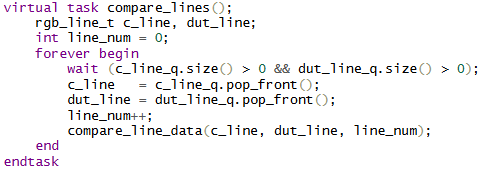 virtual task compare_lines();
    rgb_line_t c_line, dut_line;
    int line_num = 0;
    forever begin
        wait (c_line_q.size() > 0 && dut_line_q.size() > 0);
        c_line   = c_line_q.pop_front();
        dut_line = dut_line_q.pop_front();
        line_num++;
        compare_line_data(c_line, dut_line, line_num);
    end
endtask